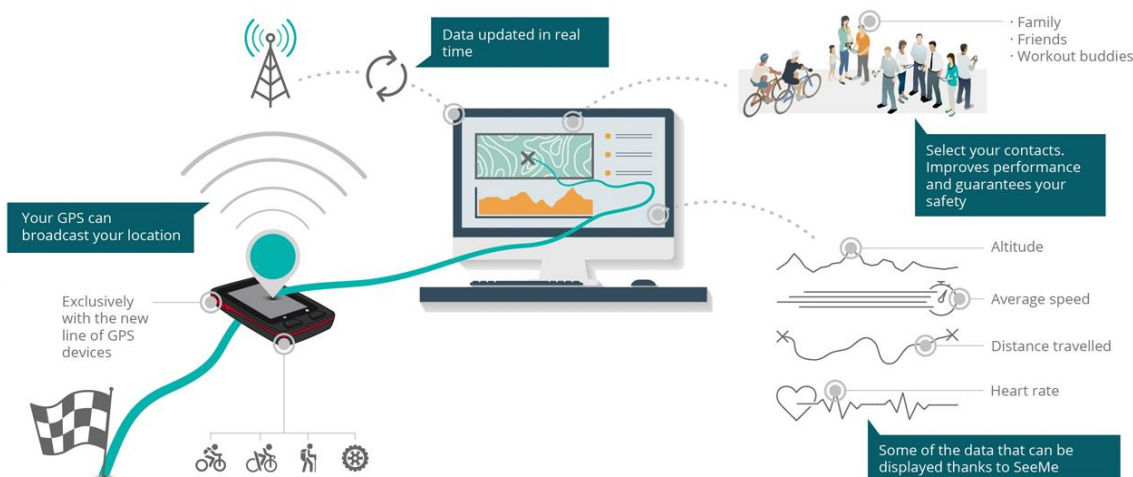 Data updated in real
time
· Family
· Friends
· Workout buddies
Select your contacts.
Improves performance
and guarantees your
safety
Your GPS can
broadcast your location
Exclusively
with the new
line of GPS
devices
Altitude
Average speed
Distance travelled
Heart rate
Some of the data that can be
displayed thanks to SeeMe